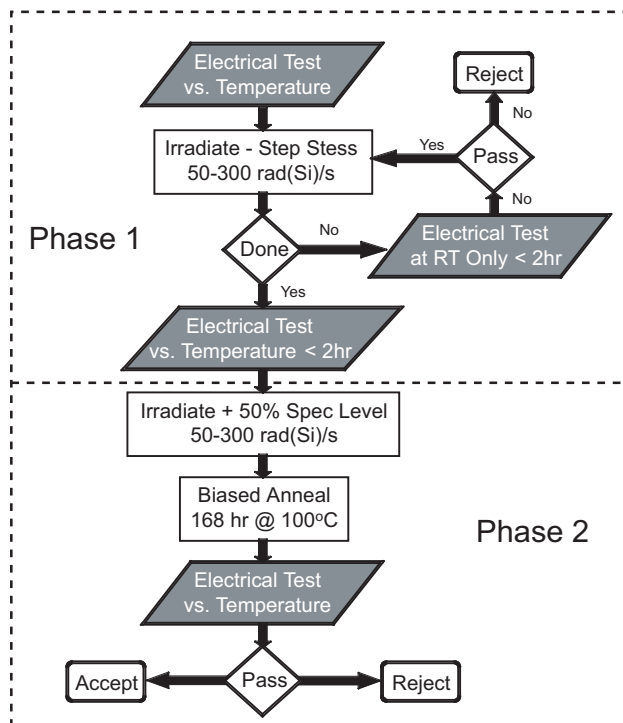 Electrical Test
vs. Temperature
Reject
No
Irradiate - Step Stess
50-300 rad(Si)/s
Yes
Pass
No
Phase 1
Done
No
Electrical Test
at RT Only < 2hr
Yes
Electrical Test
vs. Temperature < 2hr
Irradiate + 50% Spec Level
50-300 rad(Si)/s
Biased Anneal
168 hr @ 100ºC
Phase 2
Electrical Test
vs. Temperature
Accept
Pass
Reject